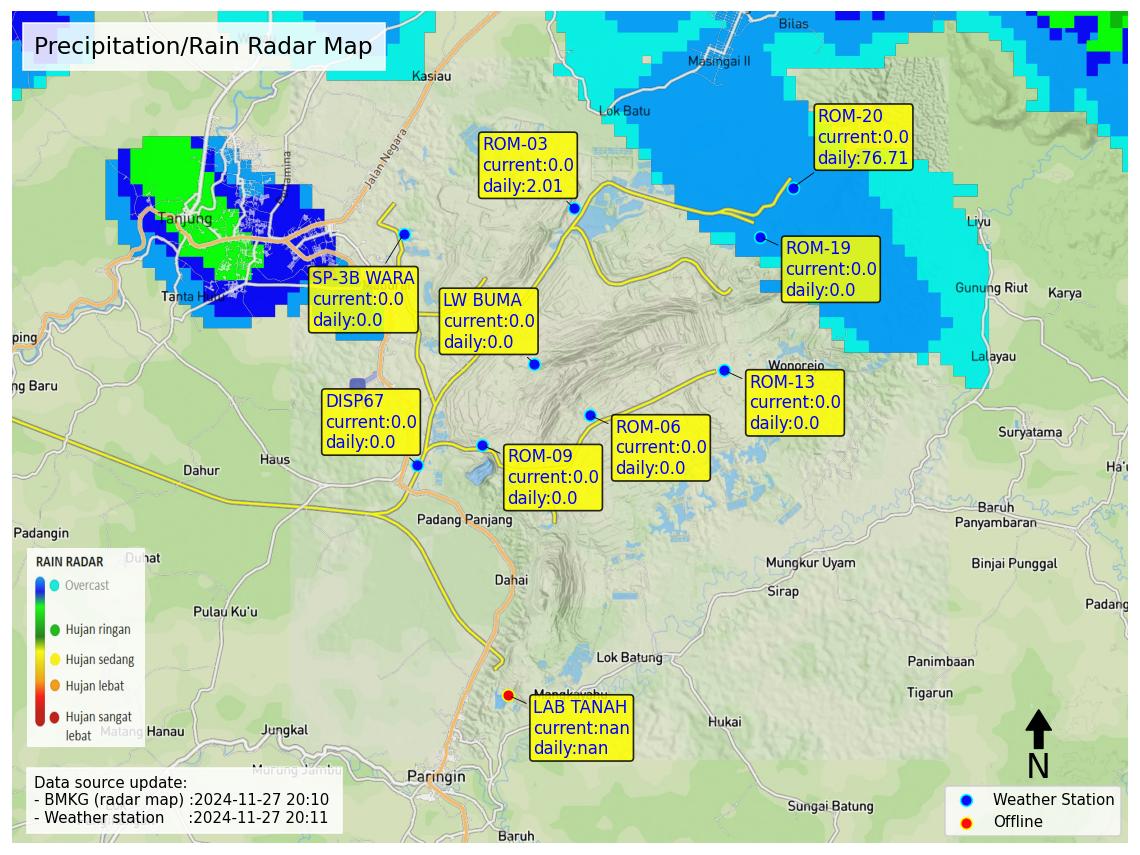 Precipitation/Rain Radar Map
Bilas
Masingai II
Kasiau
Lok Batu
Jalan Negara
ROM-20
current:0.0
daily:76.71
ROM-03
current:0.0
daily:2.01
Tanjung
Liyu
ROM-19
current:0.0
daily:0.0
SP-3B WARA
current:0.0
daily:0.0
LW BUMA
current:0.0
daily:0.0
Gunung Riut
Karya
ping
Lalayau
Wonorejo
ng Baru
ROM-13
current:0.0
daily:0.0
DISP67
current:0.0
daily:0.0
ROM-06
current:0.0
daily:0.0
Suryatama
ROM-09
current:0.0
daily:0.0
Haus
Dahur
Ha'u
Baruh
Panyambaran
Padang Panjang
Padangin
Duhat
Mungkur Uyam
Binjai Punggal
Dahai
Sirap
Padang
Pulau Ku'u
RAIN RADAR
Overcast
Hujan ringan
Hujan sedang
Hujan lebat
Hujan sangat
lebat
Lok Batung
Panimbaan
Tigarun
LAB TANAH
current:nan
daily:nan
Hukai
Matang Hanau
Jungkal
Murung Jambu
Paringin
N
Sungai Batung
Baruh
Data source update:
- BMKG (radar map) :2024-11-27 20:10
- Weather station :2024-11-27 20:11
Weather Station
Offline